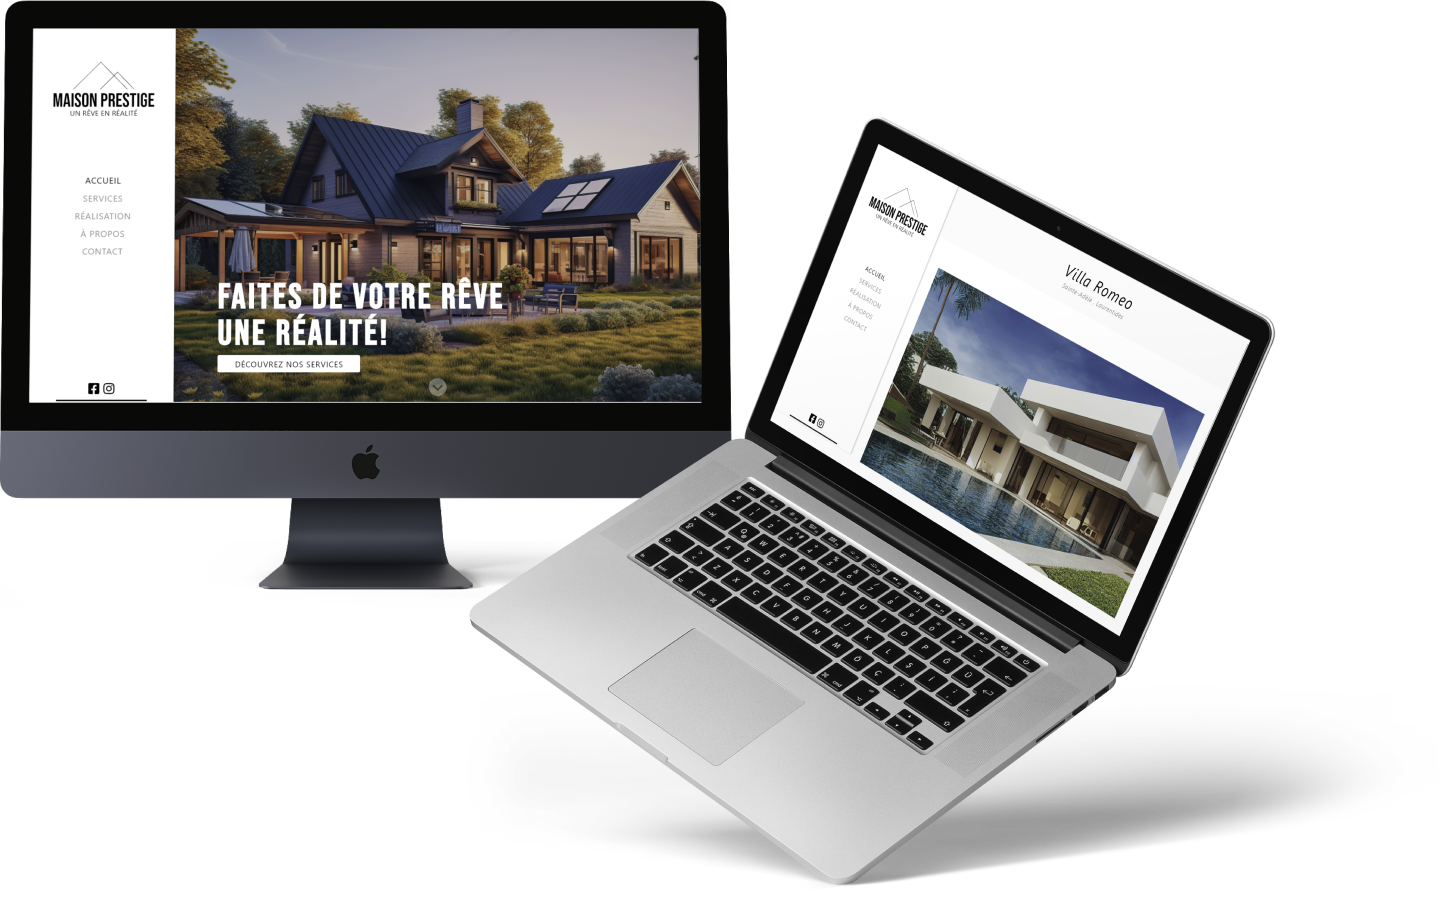 MAISON PRESTIGE
UN RÊVE EN RÉALITÉ
ACCUEIL
SERVICES
RÉALISATION
À PROPOS
CONTACT
FAITES DE VOTRE RÊVE
UNE RÉALITÉ!
DÉCOUVREZ NOS SERVICES
MAISON PRESTIGE
UN RÊVE EN RÉALITÉ
ACCUEIL
SERVICES
RÉALISATION
À PROPOS
CONTACT
Villa Romeo
Sainte-Adèle, Laurentides
Q W E R T Y U I O P
A S D F G H J K L
Z X C V B N M Ö Ç